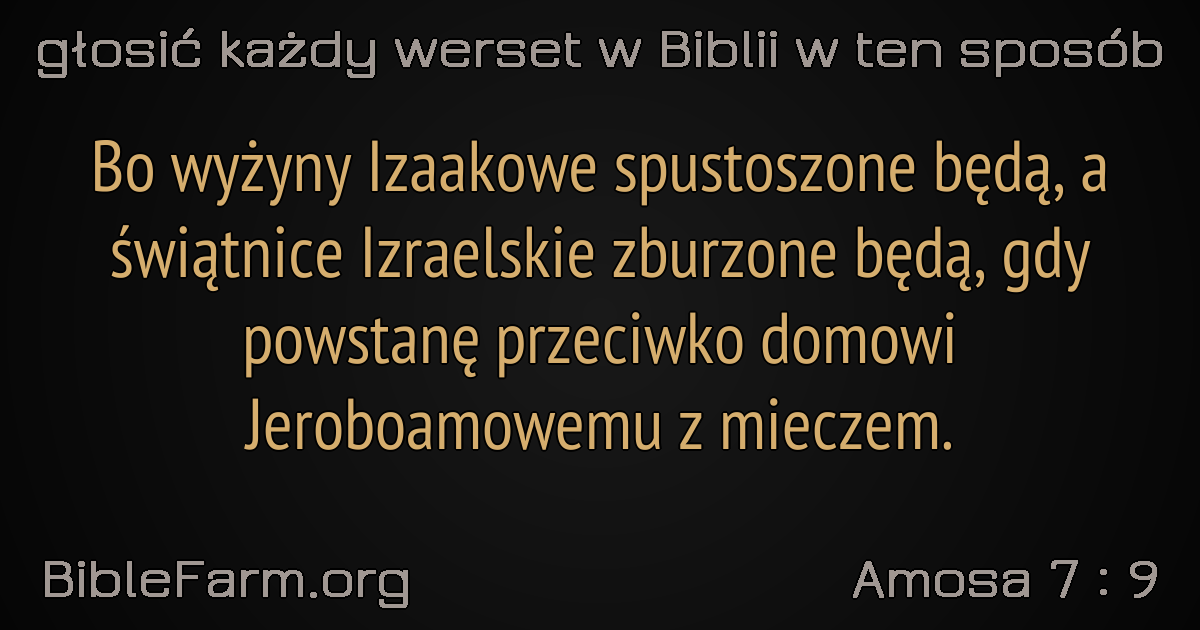 głosić każdy werset w Biblii w ten sposób
Bo wyżyny Izaakowe spustoszone będą, a
świątnice Izraelskie zburzone będą, gdy
powstanę przeciwko domowi
Jeroboamowemu z mieczem.
BibleFarm.org
Amosa 7 : 9